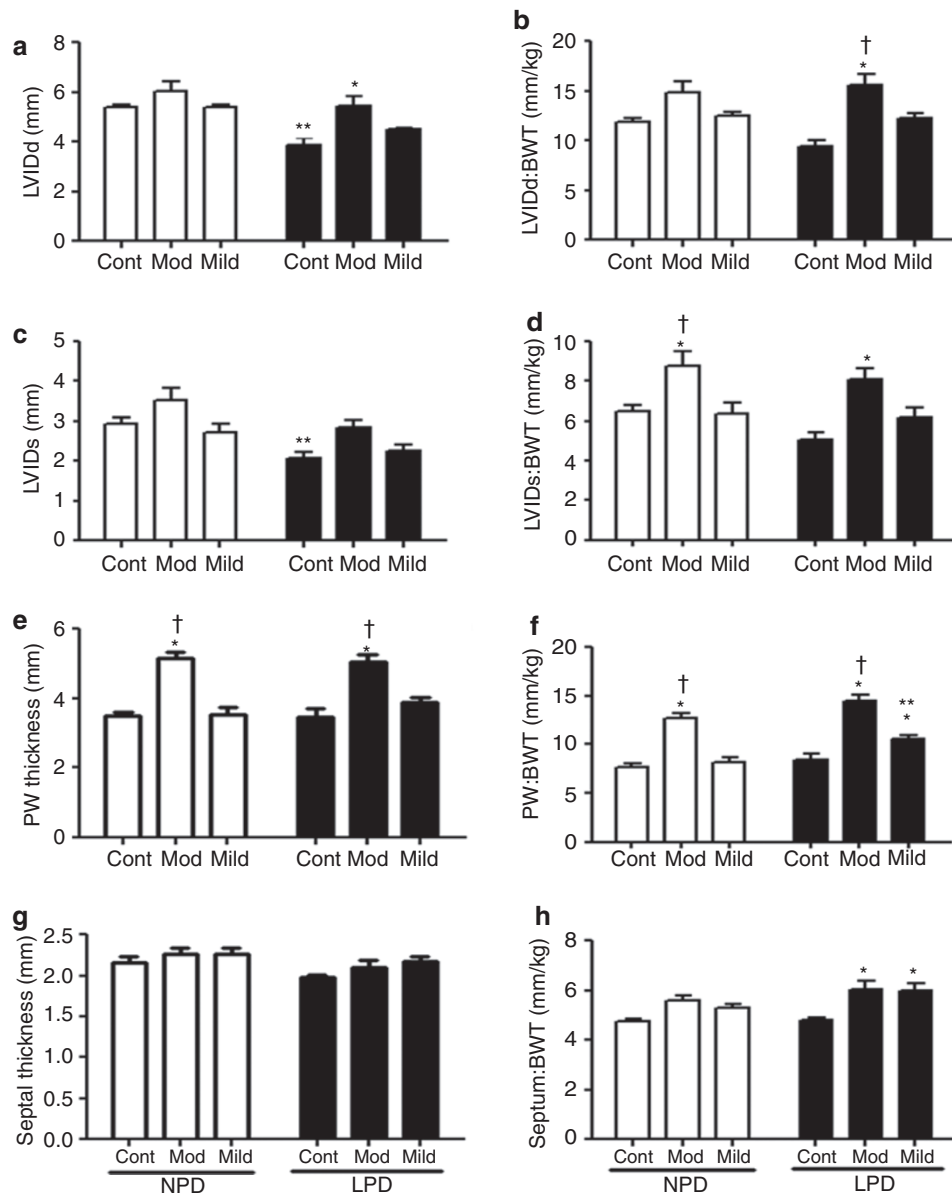 a
LVIDd (mm)
8
6
4
2
0
**
*
Cont Mod Mild
Cont Mod Mild
b
LVIDd:BWT (mm/kg)
20
15
10
5
0
†
*
Cont Mod Mild
Cont Mod Mild
c
LVIDs (mm)
5
4
3
2
1
0
**
Cont Mod Mild
Cont Mod Mild
d
LVIDs:BWT (mm/kg)
10
8
6
4
2
0
†
*
*
Cont Mod Mild
Cont Mod Mild
e
PW thickness (mm)
6
4
2
0
†
*
†
*
Cont Mod Mild
Cont Mod Mild
f
PW:BWT (mm/kg)
20
15
10
5
0
†
*
†
*
**
*
Cont Mod Mild
Cont Mod Mild
g
Septal thickness (mm)
2.5
2.0
1.5
1.0
0.5
0.0
Cont Mod Mild
Cont Mod Mild
NPD
LPD
h
Septum:BWT (mm/kg)
8
6
4
2
0
*
*
Cont Mod Mild
Cont Mod Mild
NPD
LPD